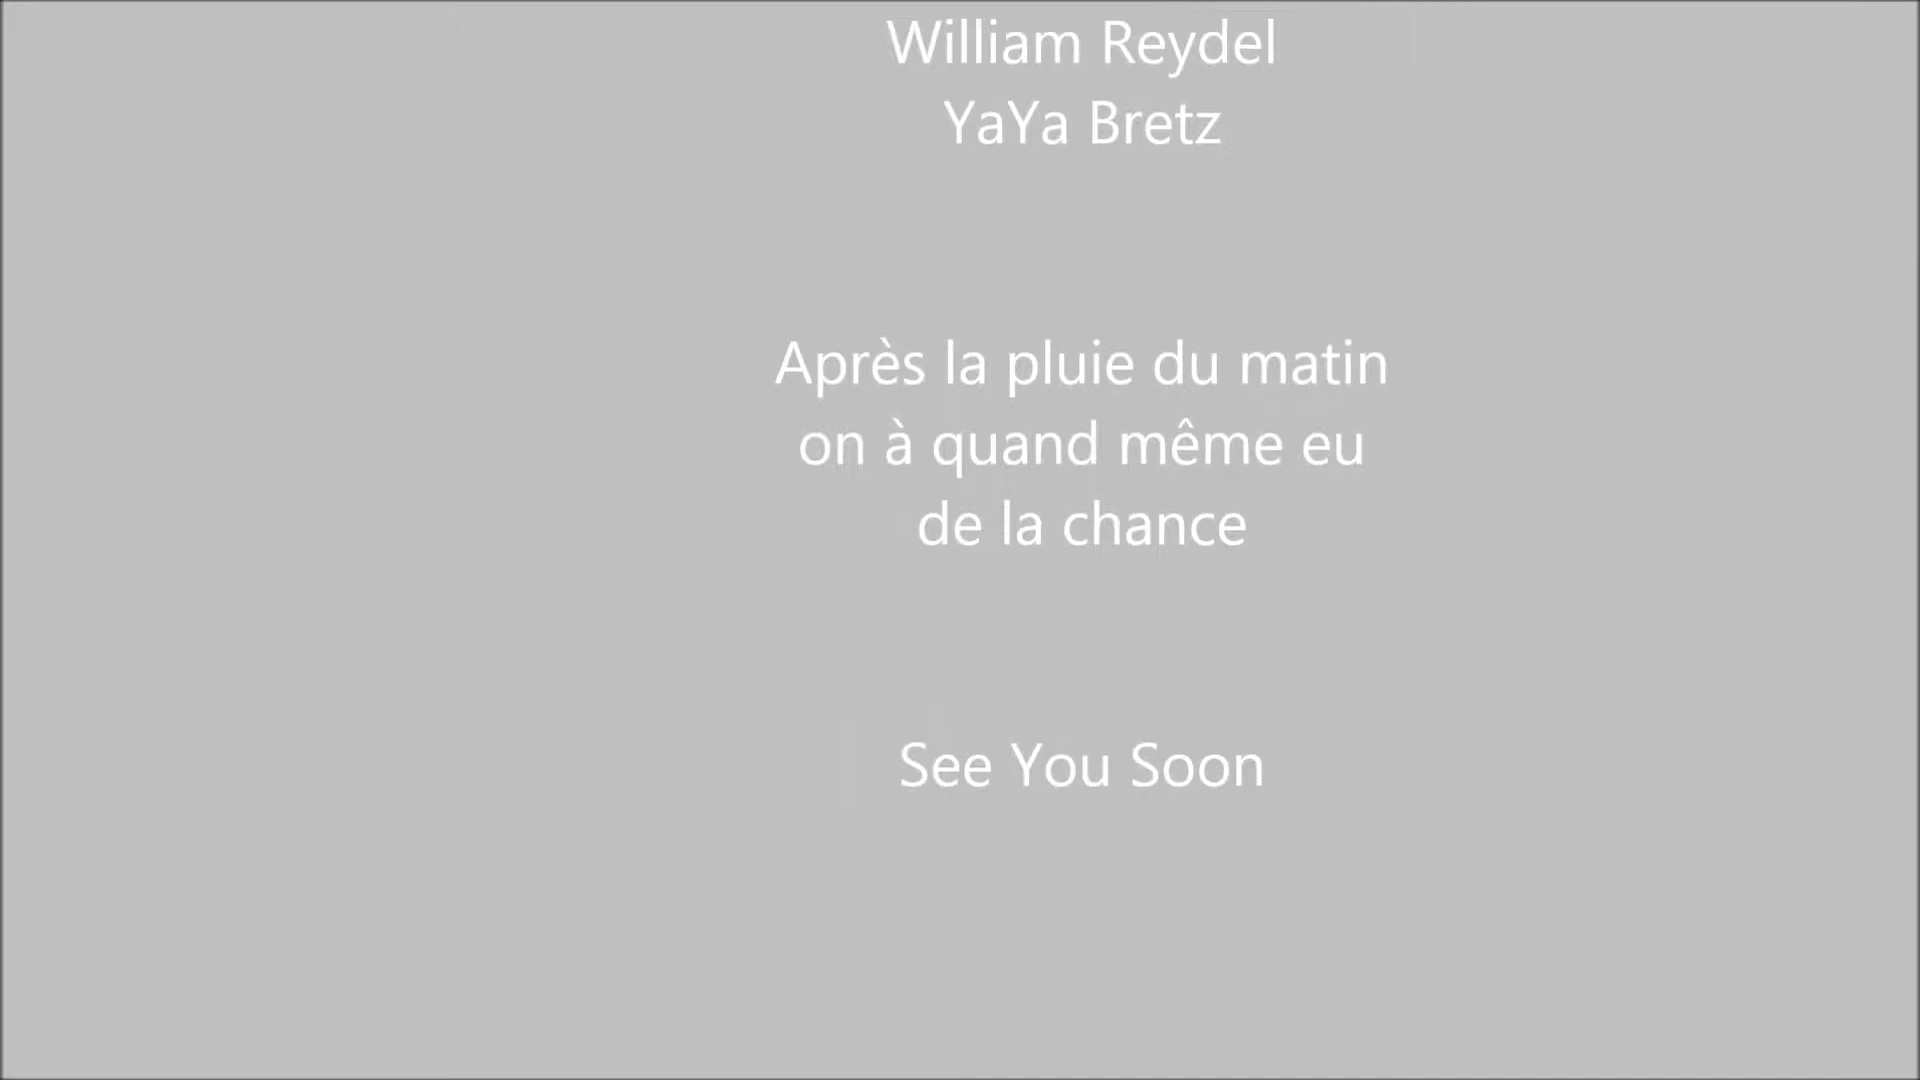 William Reydel
YaYa Bretz
Après la pluie du matin
on à quand même eu
de la chance
See You Soon